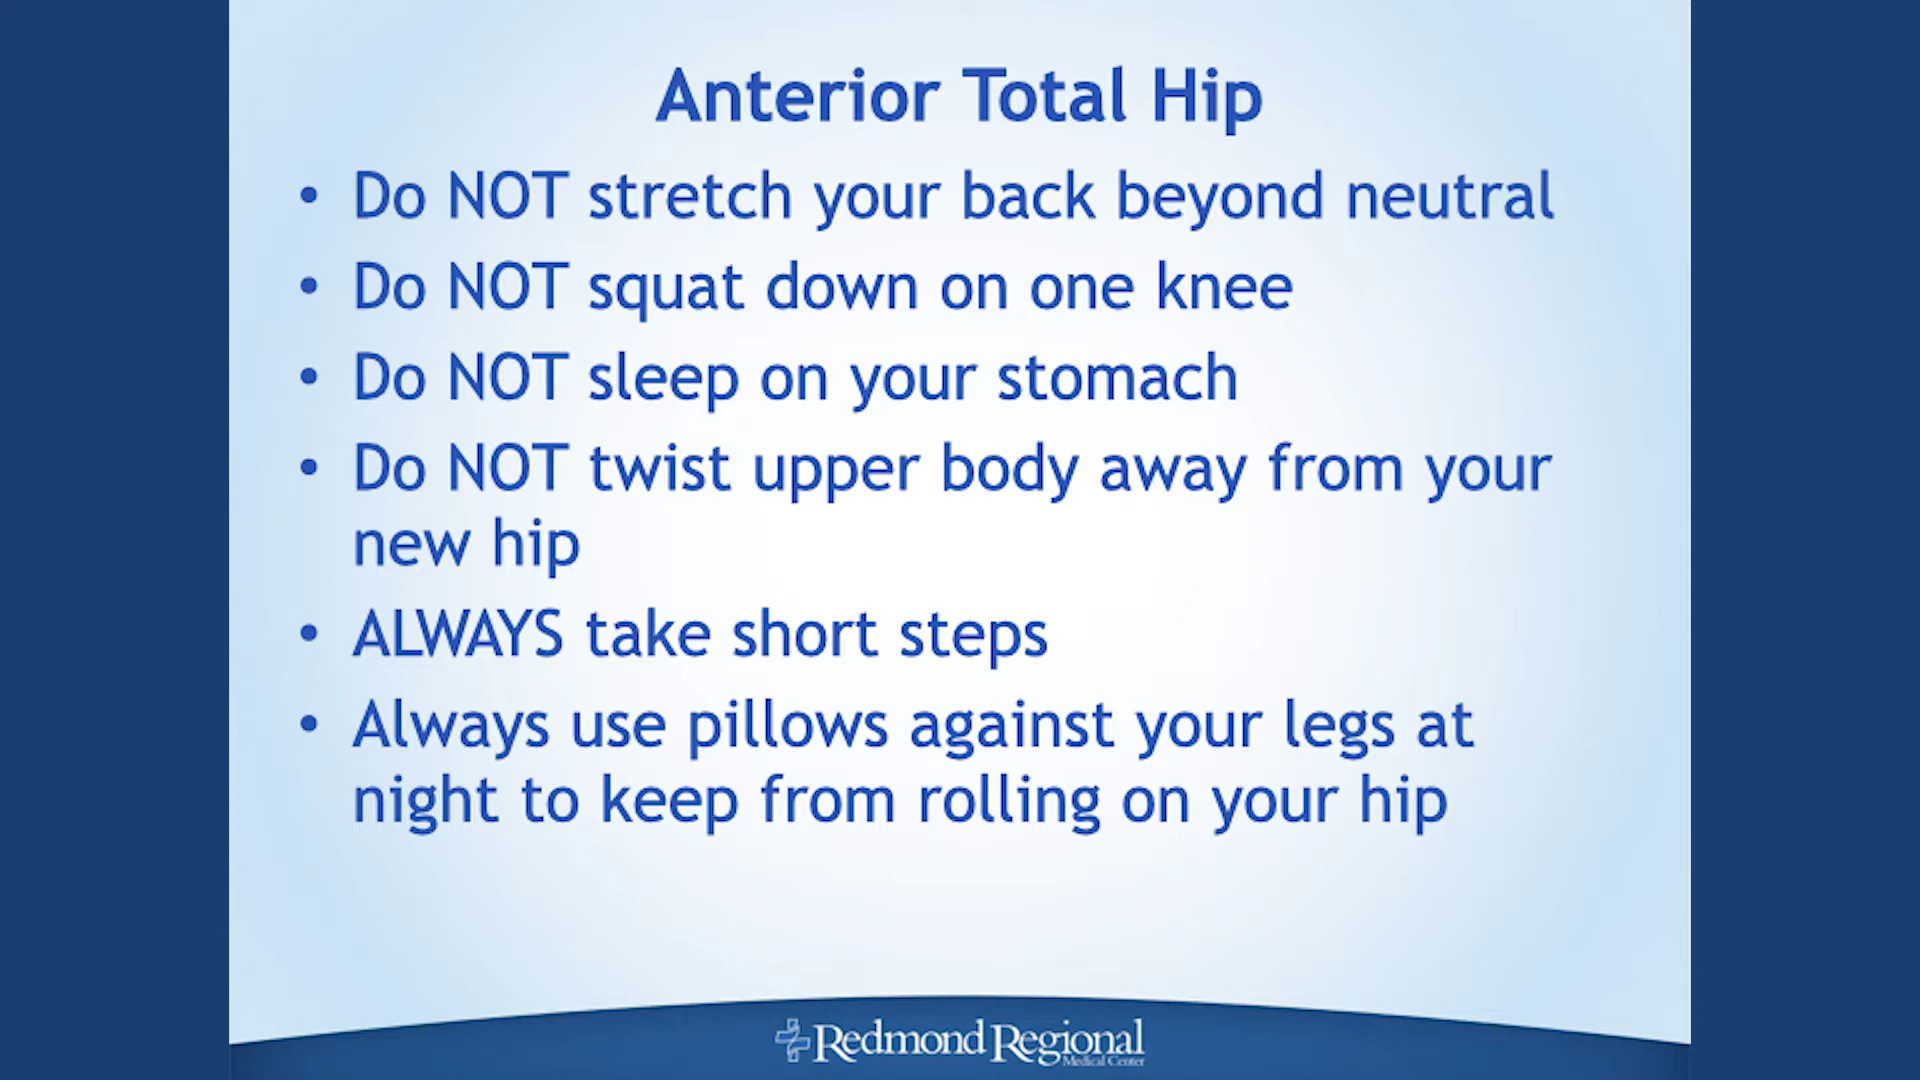 Anterior Total Hip
• Do NOT stretch your back beyond neutral
• Do NOT squat down on one knee
• Do NOT sleep on your stomach
• Do NOT twist upper body away from your
new hip
• ALWAYS take short steps
• Always use pillows against your legs at
night to keep from rolling on your hip
Redmond Regional
Medical Center